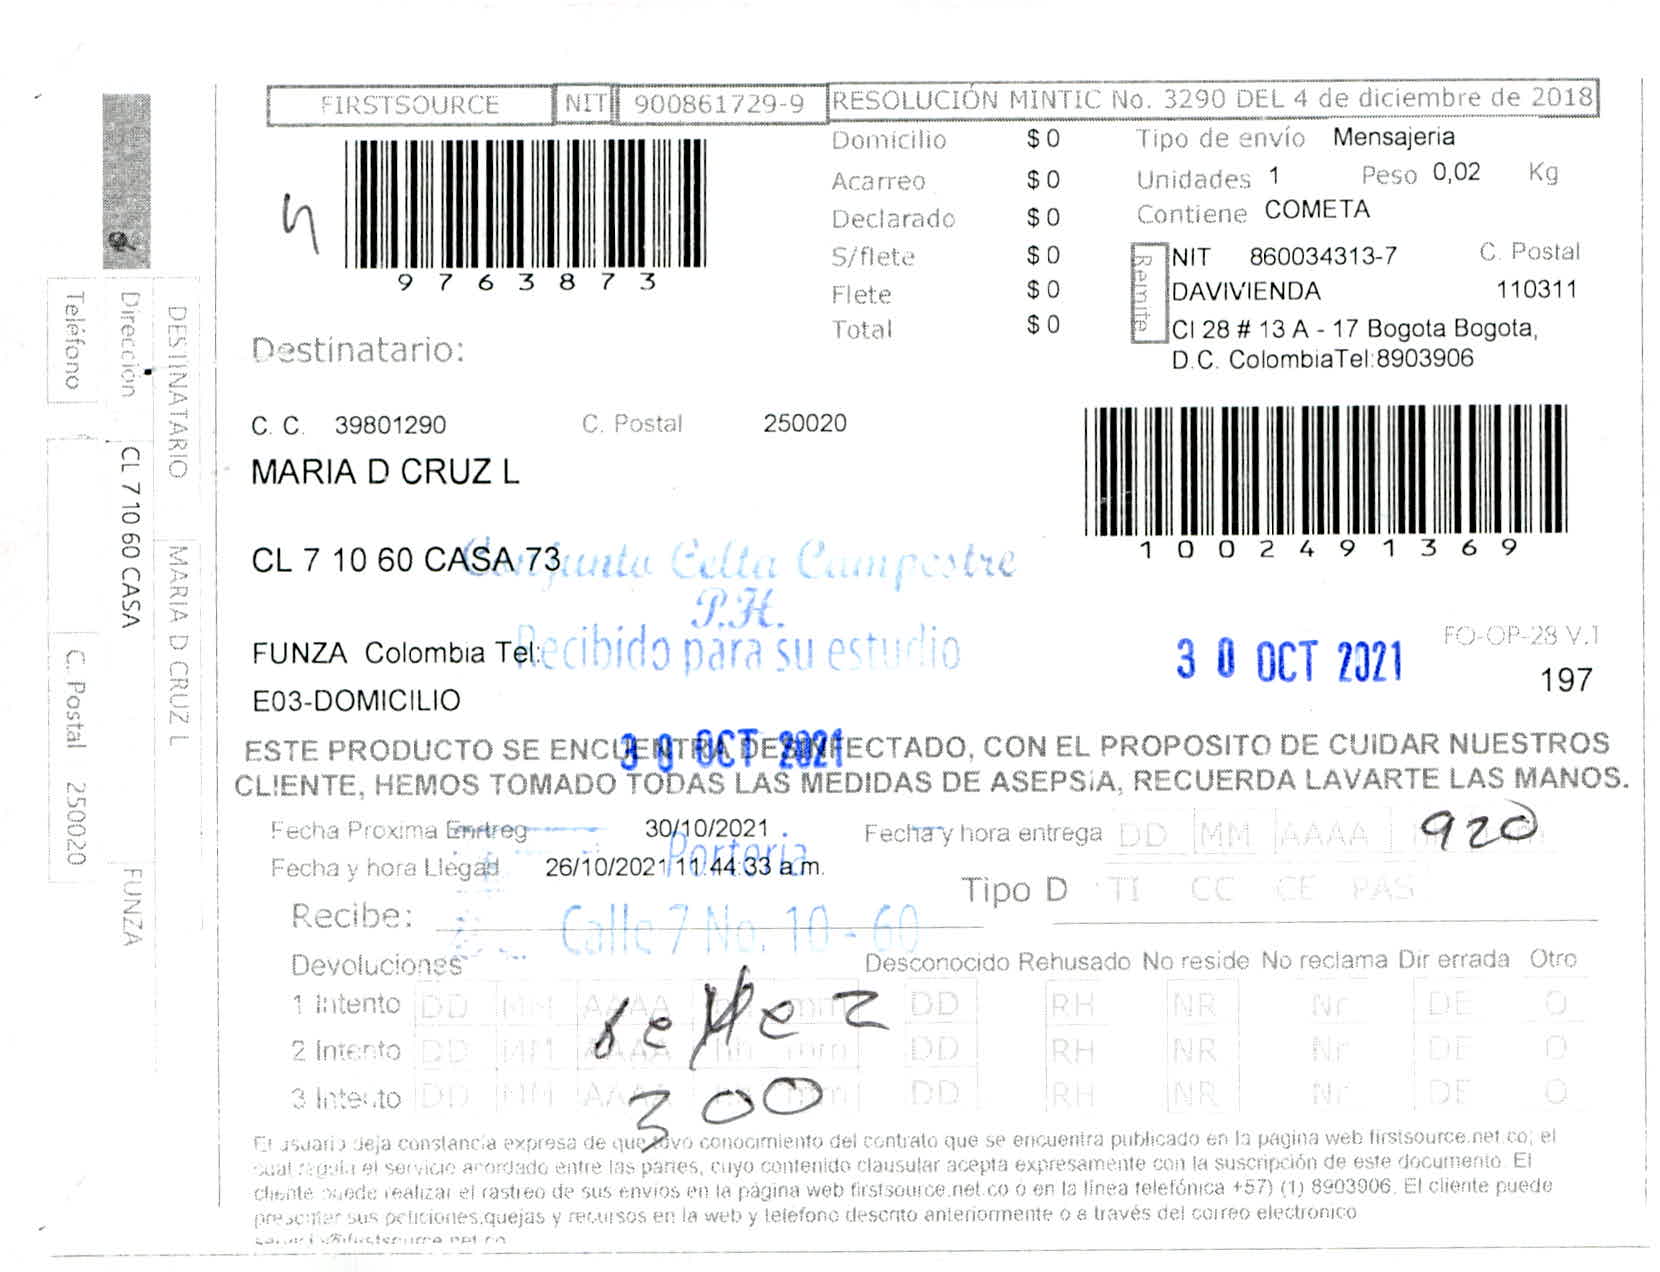 FIRSTSOURCE NIT 900861729-9 RESOLUCIÓN MINTIC No. 3290 DEL 4 de diciembre de 2018
9763873
Domicilio $ 0
Acarreo $ 0
Declarado $ 0
S/flete $ 0
Flete $ 0
Total $ 0
Tipo de envío Mensajeria
Unidades 1 Peso 0,02 Kg
Contiene COMETA
Remite
NIT 860034313-7 C. Postal
DAVIVIENDA 110311
Cl 28 # 13 A - 17 Bogota Bogota,
D.C. ColombiaTel:8903906
Destinatario:
C. C. 39801290 C. Postal 250020
MARIA D CRUZ L
1002491369
CL 7 10 60 CASA 73
Conjunto Celta Campestre
P.H.
Recibido para su estudio
FUNZA Colombia Tel:
E03-DOMICILIO
30 OCT 2021
FO-OP-28 V.1
197
ESTE PRODUCTO SE ENCUENTRA DESINFECTADO, CON EL PROPOSITO DE CUIDAR NUESTROS
CLIENTE, HEMOS TOMADO TODAS LAS MEDIDAS DE ASEPSiA, RECUERDA LAVARTE LAS MANOS.
30 OCT 2021
Fecha Proxima Entreg 30/10/2021
Fecha y hora entrega DD MM AAAA 920
Fecha y hora Llegad 26/10/2021 11:44:33 a.m.
Portería
Tipo D TI CC CE PAS
Recibe:
Calle 7 No. 10 - 60
Devoluciones Desconocido Rehusado No reside No reclama Dir errada Otro
1 Intento DD MM AAAA hh mm DD RH NR Nr DE O
2 Intento DD MM AAAA hh mm DD RH NR Nr DE O
3 Intento DD MM AAAA DD RH NR Nr DE O
300
El usuario deja constancia expresa de que tuvo conocimiento del contrato que se encuentra publicado en la pagina web firstsource.net.co; el
cual regula el servicio acordado entre las partes, cuyo contenido clausular acepta expresamente con la suscripción de este documento. El
cliente puede realizar el rastreo de sus envios en la página web firstsource.net.co o en la linea telefónica +57) (1) 8903906. El cliente puede
presentar sus peticiones,quejas y recursos en la web y telefono descrito anteriormente o a través del correo electronico
DESTINATARIO MARIA D CRUZ L
Dirección CL 7 10 60 CASA FUNZA
Teléfono C. Postal 250020